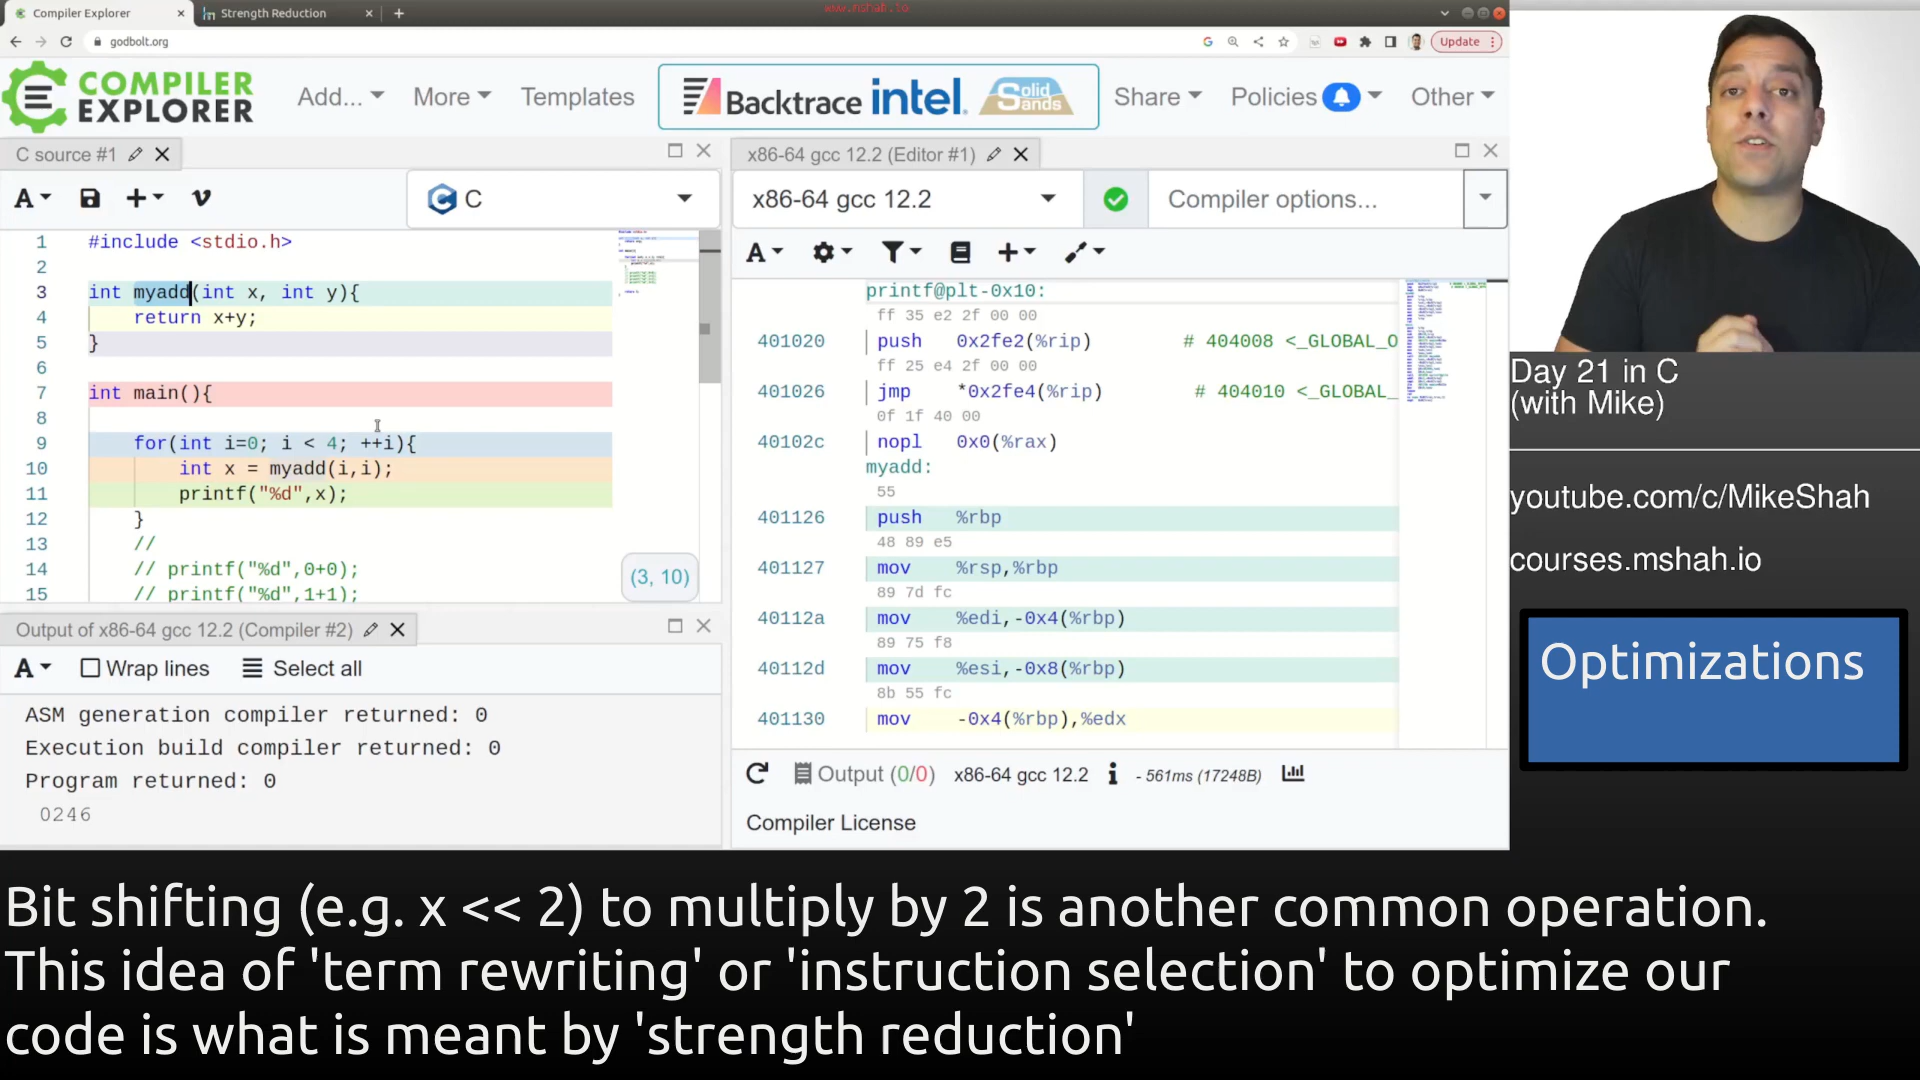 Compiler Explorer
Strength Reduction
www.mshah.io
godbolt.org
Update
COMPILER
EXPLORER
Add...
More
Templates
Backtrace
intel.
Solid
Sands
Share
Policies
Other
C source #1
x86-64 gcc 12.2 (Editor #1)
A
C
x86-64 gcc 12.2
Compiler options...
A
1 #include <stdio.h>
2
3 int myadd(int x, int y){
4 return x+y;
5 }
6
7 int main(){
8
9 for(int i=0; i < 4; ++i){
10 int x = myadd(i,i);
11 printf("%d",x);
12 }
13 //
14 // printf("%d",0+0);
15 // printf("%d",1+1);
(3, 10)
printf@plt-0x10:
ff 35 e2 2f 00 00
401020 push 0x2fe2(%rip) # 404008 <_GLOBAL_O
ff 25 e4 2f 00 00
401026 jmp *0x2fe4(%rip) # 404010 <_GLOBAL_
0f 1f 40 00
40102c nopl 0x0(%rax)
myadd:
55
401126 push %rbp
48 89 e5
401127 mov %rsp,%rbp
89 7d fc
40112a mov %edi,-0x4(%rbp)
89 75 f8
40112d mov %esi,-0x8(%rbp)
8b 55 fc
401130 mov -0x4(%rbp),%edx
Output of x86-64 gcc 12.2 (Compiler #2)
A Wrap lines Select all
ASM generation compiler returned: 0
Execution build compiler returned: 0
Program returned: 0
0246
Output (0/0) x86-64 gcc 12.2 i - 561ms (17248B)
Compiler License
Day 21 in C
(with Mike)
youtube.com/c/MikeShah
courses.mshah.io
Optimizations
Bit shifting (e.g. x << 2) to multiply by 2 is another common operation.
This idea of 'term rewriting' or 'instruction selection' to optimize our
code is what is meant by 'strength reduction'